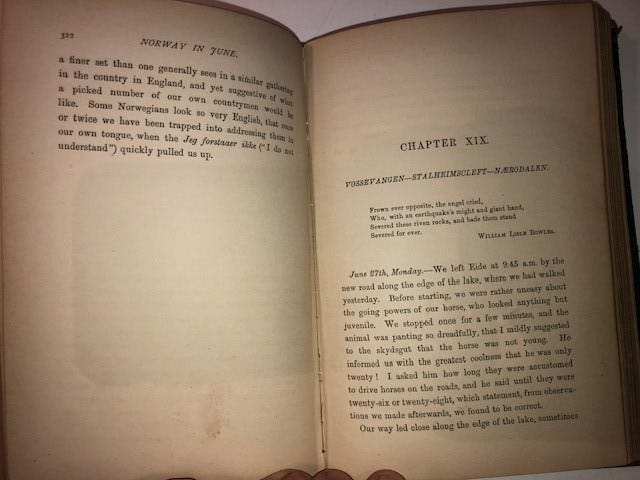 322
NORWAY IN JUNE.
a finer set than one generally sees in a similar gathering
in the country in England, and yet suggestive of what
a picked number of our own countrymen would be
like. Some Norwegians look so very English, that once
or twice we have been trapped into addressing them in
our own tongue, when the Jeg forstaaer ikke ("I do not
understand") quickly pulled us up.
CHAPTER XIX.
VOSSEVANGEN—STALHEIMSCLEFT—NÆRODALEN.
Frown ever opposite, the angel cried,
Who, with an earthquake's might and giant hand,
Severed these riven rocks, and bade them stand
Severed for ever.
WILLIAM LISLE BOWLES.
June 27th, Monday.—We left Eide at 9.45 a.m. by the
new road along the edge of the lake, where we had walked
yesterday. Before starting, we were rather uneasy about
the going powers of our horse, who looked anything but
juvenile. We stopped once for a few minutes, and the
animal was panting so dreadfully, that I mildly suggested
to the skydsgut that the horse was not young. He
informed us with the greatest coolness that he was only
twenty! I asked him how long they were accustomed
to drive horses on the roads, and he said until they were
twenty-six or twenty-eight, which statement, from observa-
tions we made afterwards, we found to be correct.
Our way led close along the edge of the lake, sometimes